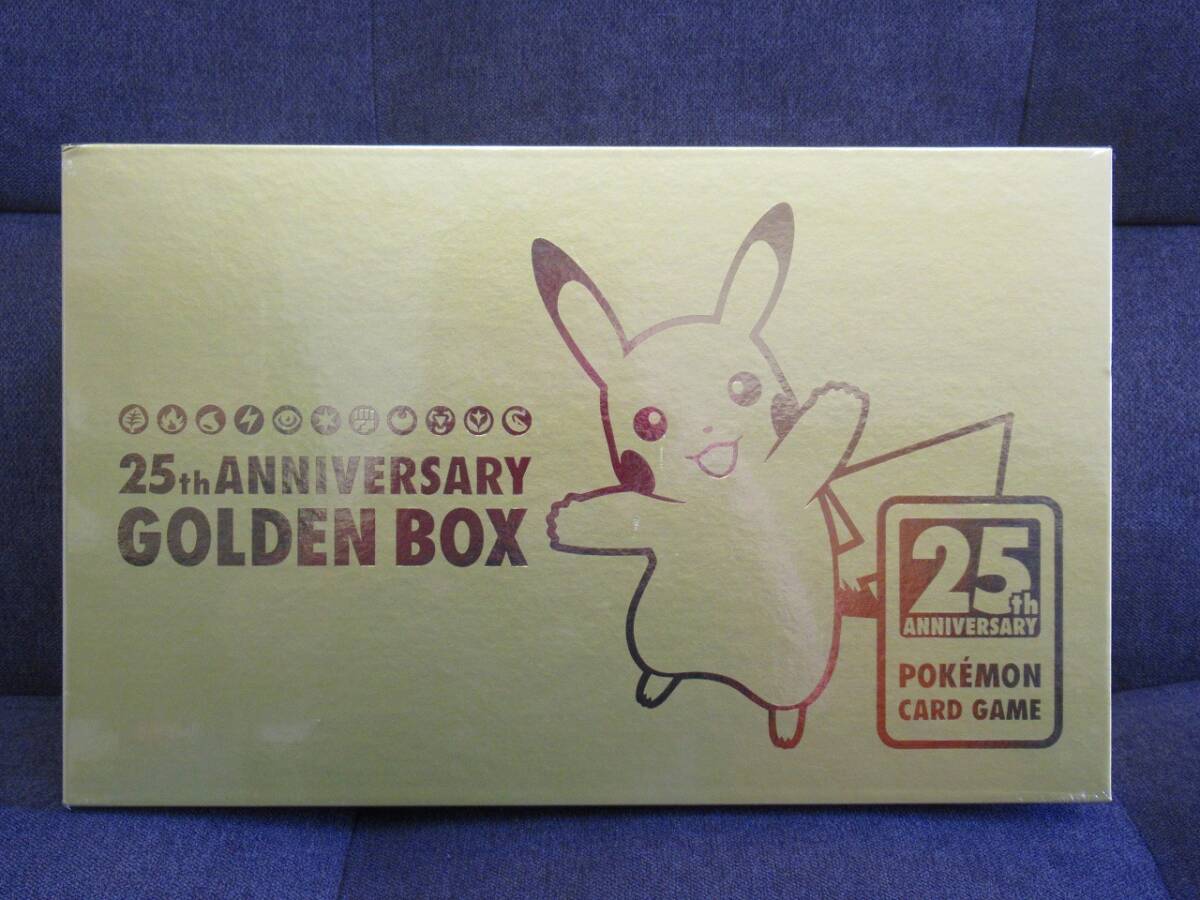 25th ANNIVERSARY
GOLDEN BOX
25th
ANNIVERSARY
POKÉMON
CARD GAME